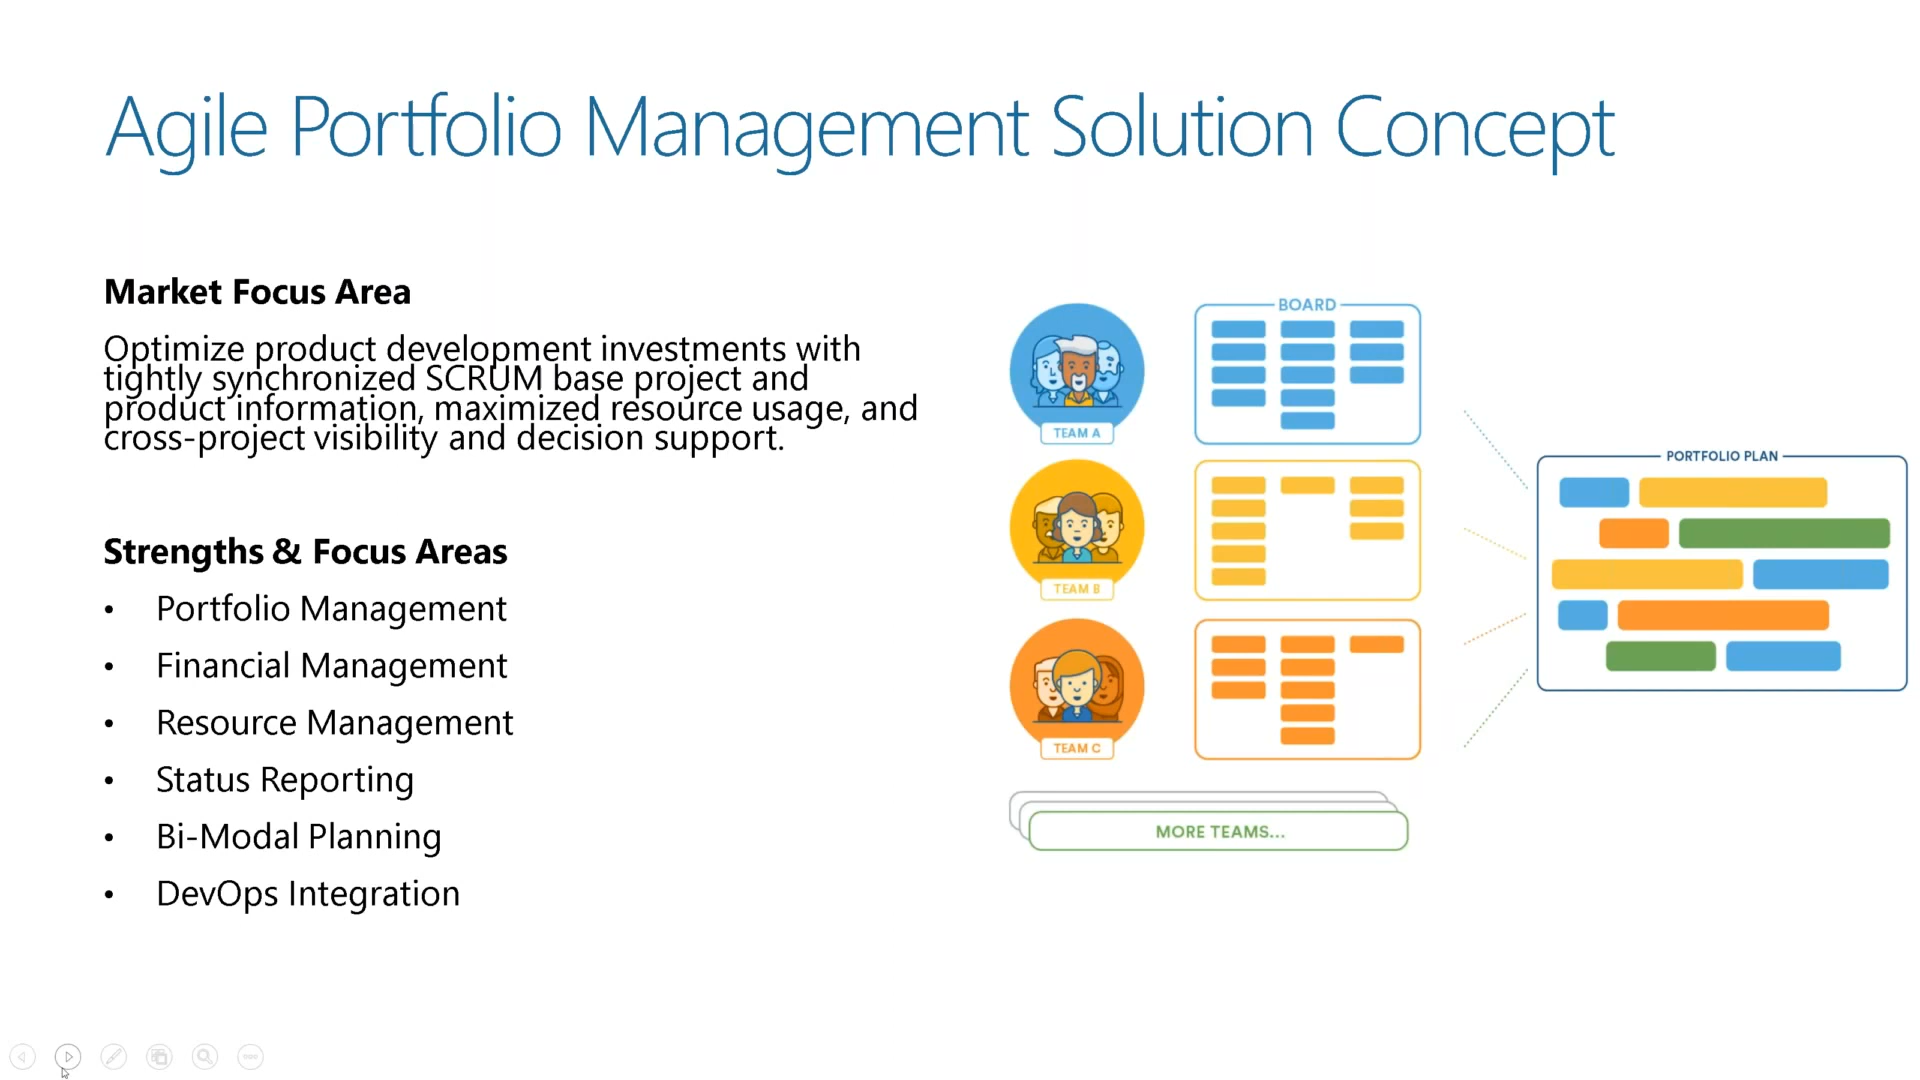 Agile Portfolio Management Solution Concept
Market Focus Area
Optimize product development investments with
tightly synchronized SCRUM base project and
product information, maximized resource usage, and
cross-project visibility and decision support.
Strengths & Focus Areas
• Portfolio Management
• Financial Management
• Resource Management
• Status Reporting
• Bi-Modal Planning
• DevOps Integration
BOARD
TEAM A
TEAM B
TEAM C
MORE TEAMS...
PORTFOLIO PLAN